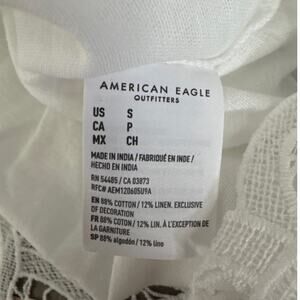 AMERICAN EAGLE
OUTFITTERS
US S
CA P
MX CH
MADE IN INDIA / FABRIQUÉ EN INDE /
HECHO EN INDIA
RN 54485 / CA 03873
RFC# AEM120605U9A
EN 88% COTTON / 12% LINEN. EXCLUSIVE
OF DECORATION
FR 88% COTON / 12% LIN. À L'EXCEPTION DE
LA GARNITURE
SP 88% algodón / 12% lino